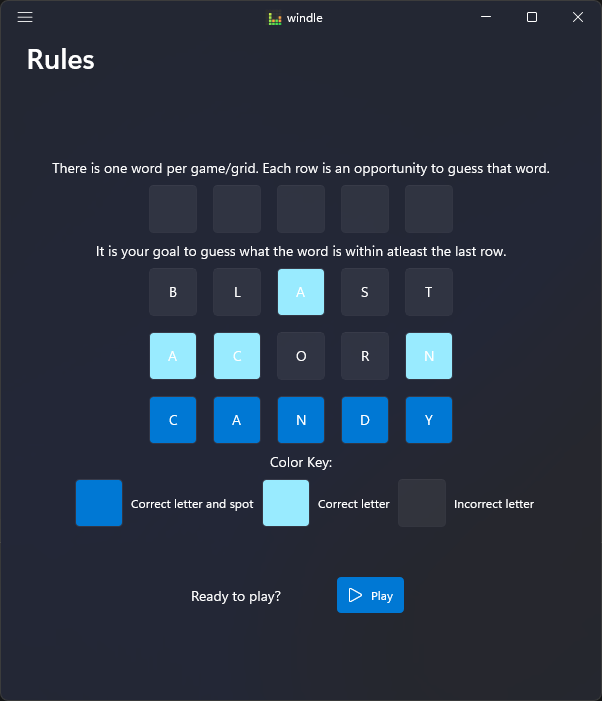 windle
Rules
There is one word per game/grid. Each row is an opportunity to guess that word.
It is your goal to guess what the word is within atleast the last row.
B L A S T
A C O R N
C A N D Y
Color Key:
Correct letter and spot Correct letter Incorrect letter
Ready to play? Play